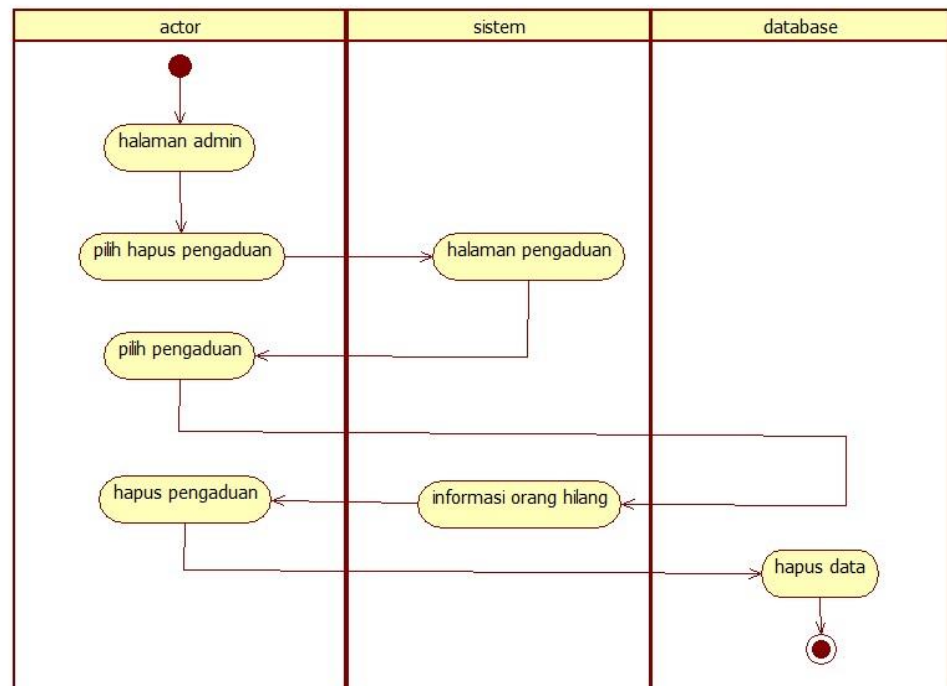 actor
sistem
database
halaman admin
pilih hapus pengaduan
halaman pengaduan
pilih pengaduan
hapus pengaduan
informasi orang hilang
hapus data